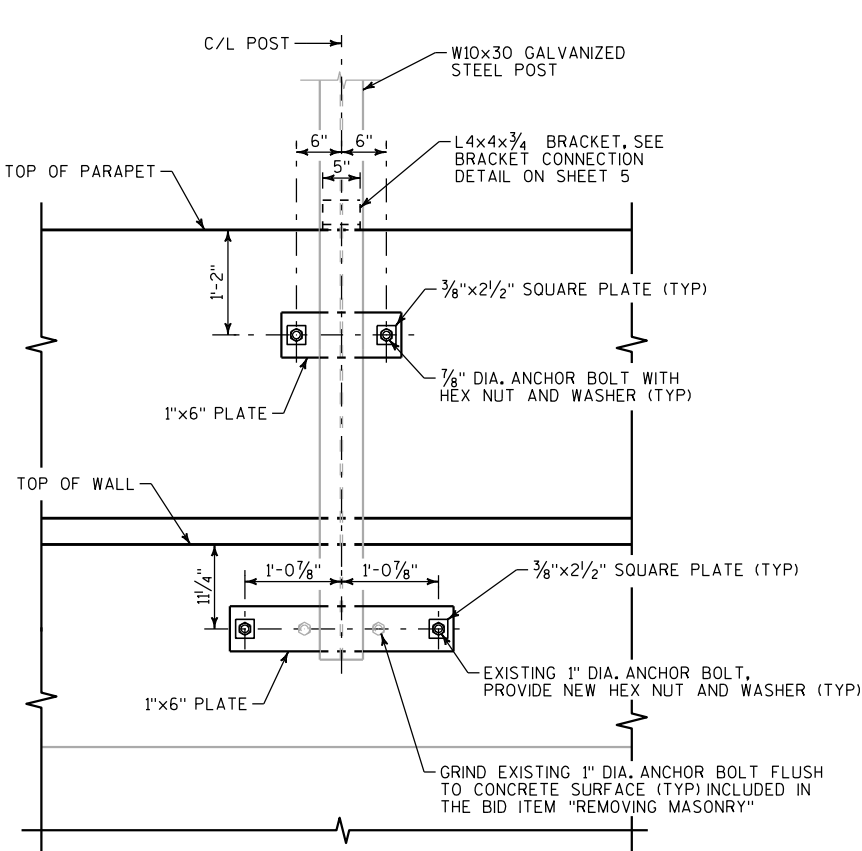 C/L POST
W10x30 GALVANIZED
STEEL POST
6" 6"
5"
L4x4x¾ BRACKET, SEE
BRACKET CONNECTION
DETAIL ON SHEET 5
TOP OF PARAPET
1'-2"
⅜"x2½" SQUARE PLATE (TYP)
⅞" DIA. ANCHOR BOLT WITH
HEX NUT AND WASHER (TYP)
1"x6" PLATE
TOP OF WALL
11¼"
1'-0⅞" 1'-0⅞"
⅜"x2½" SQUARE PLATE (TYP)
EXISTING 1" DIA. ANCHOR BOLT,
PROVIDE NEW HEX NUT AND WASHER (TYP)
1"x6" PLATE
GRIND EXISTING 1" DIA. ANCHOR BOLT FLUSH
TO CONCRETE SURFACE (TYP) INCLUDED IN
THE BID ITEM "REMOVING MASONRY"